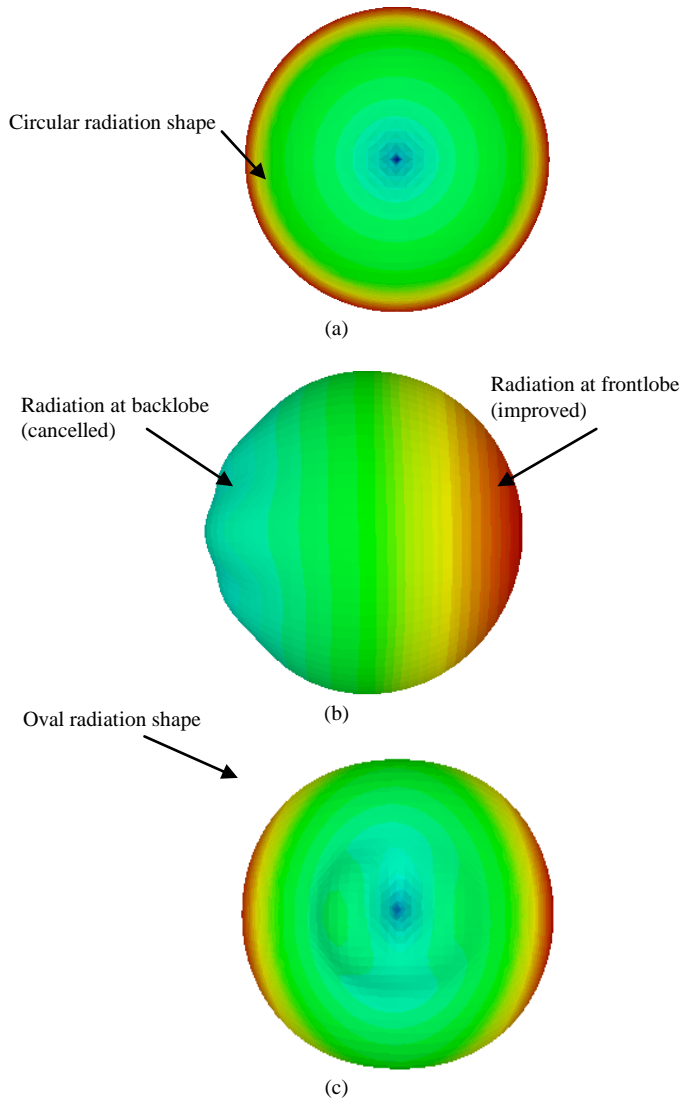 Circular radiation shape
(a)
Radiation at backlobe
(cancelled)
Radiation at frontlobe
(improved)
(b)
Oval radiation shape
(c)